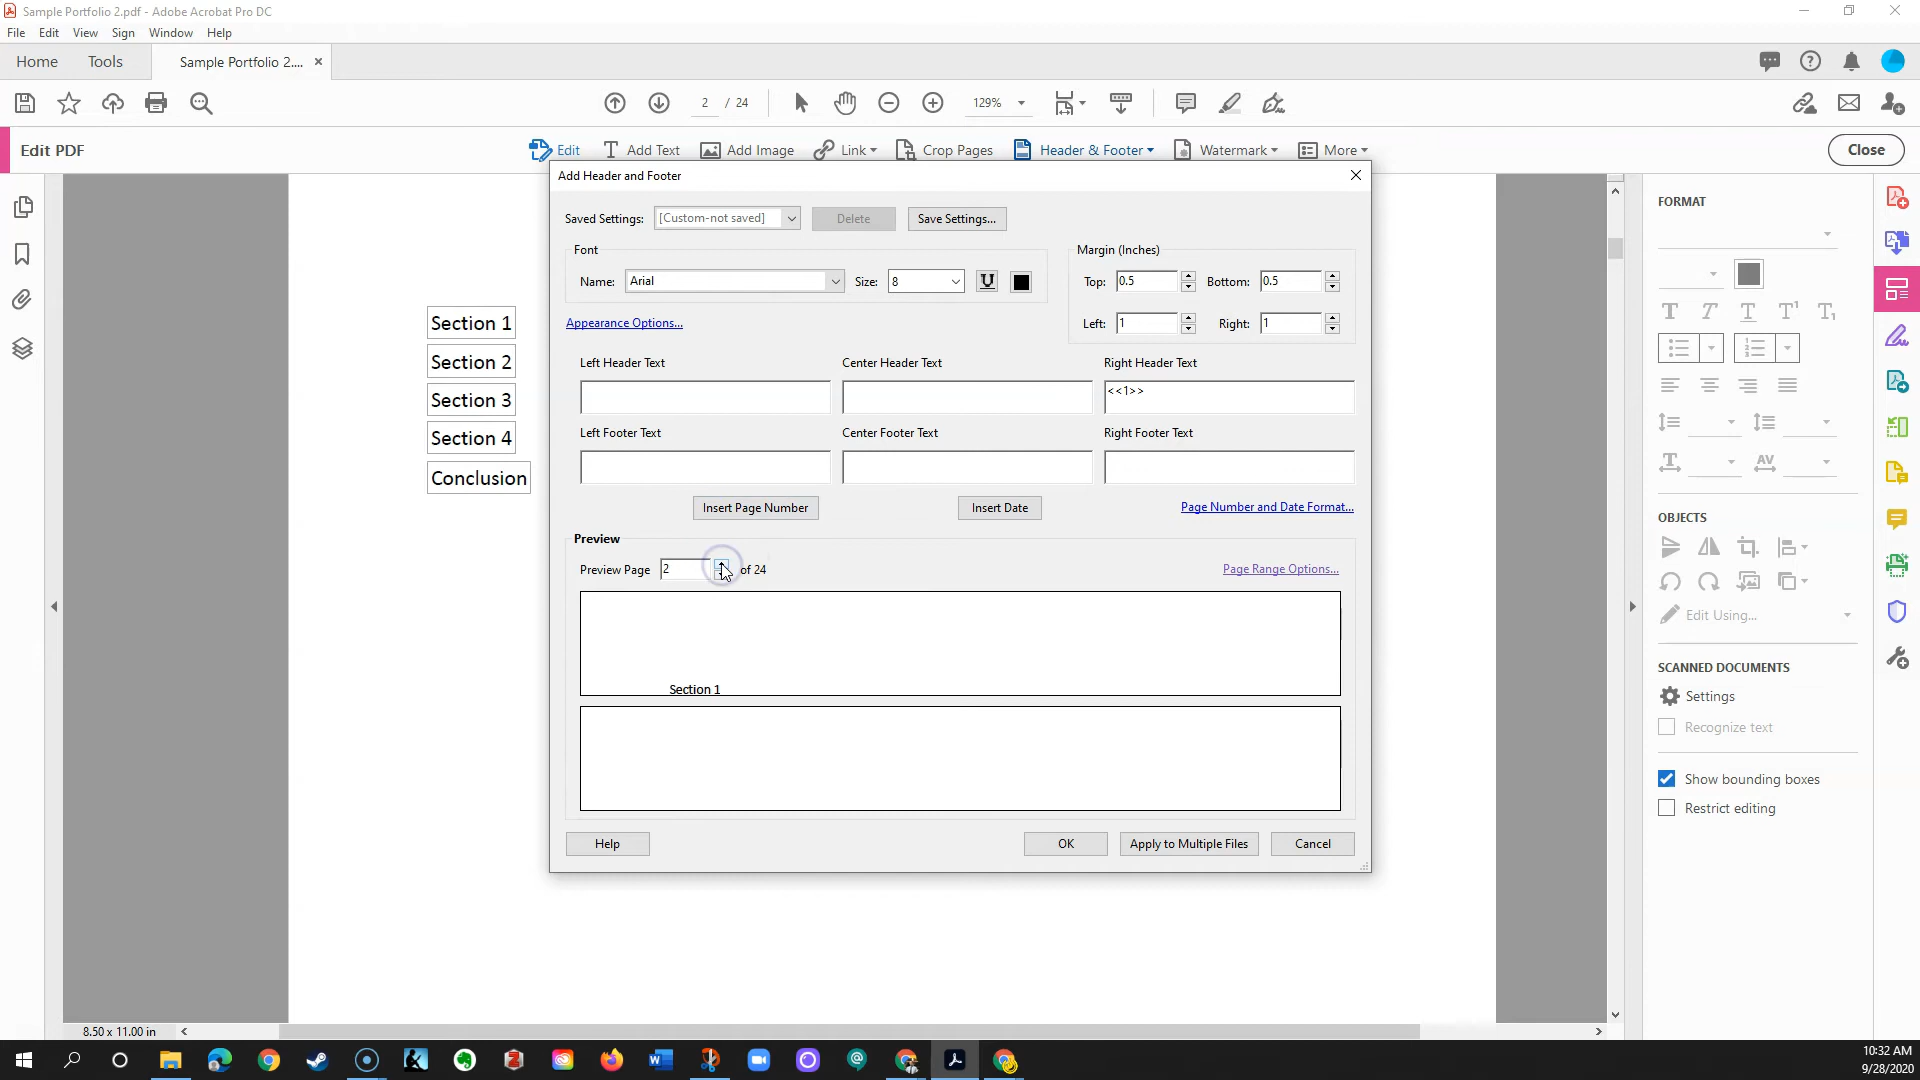 Sample Portfolio 2.pdf - Adobe Acrobat Pro DC
File Edit View Sign Window Help
Home Tools Sample Portfolio 2.... ×
2 / 24 129%
Edit PDF Edit Add Text Add Image Link Crop Pages Header & Footer Watermark More Close
Add Header and Footer
Saved Settings: [Custom-not saved] Delete Save Settings...
Font
Name: Arial Size: 8 U
Appearance Options...
Margin (Inches)
Top: 0.5 Bottom: 0.5
Left: 1 Right: 1
Left Header Text Center Header Text Right Header Text
<<1>>
Left Footer Text Center Footer Text Right Footer Text
Insert Page Number Insert Date Page Number and Date Format...
Preview
Preview Page 2 of 24 Page Range Options...
Section 1
Help OK Apply to Multiple Files Cancel
Section 1
Section 2
Section 3
Section 4
Conclusion
FORMAT
OBJECTS
Edit Using...
SCANNED DOCUMENTS
Settings
Recognize text
Show bounding boxes
Restrict editing
8.50 x 11.00 in
10:32 AM
9/28/2020